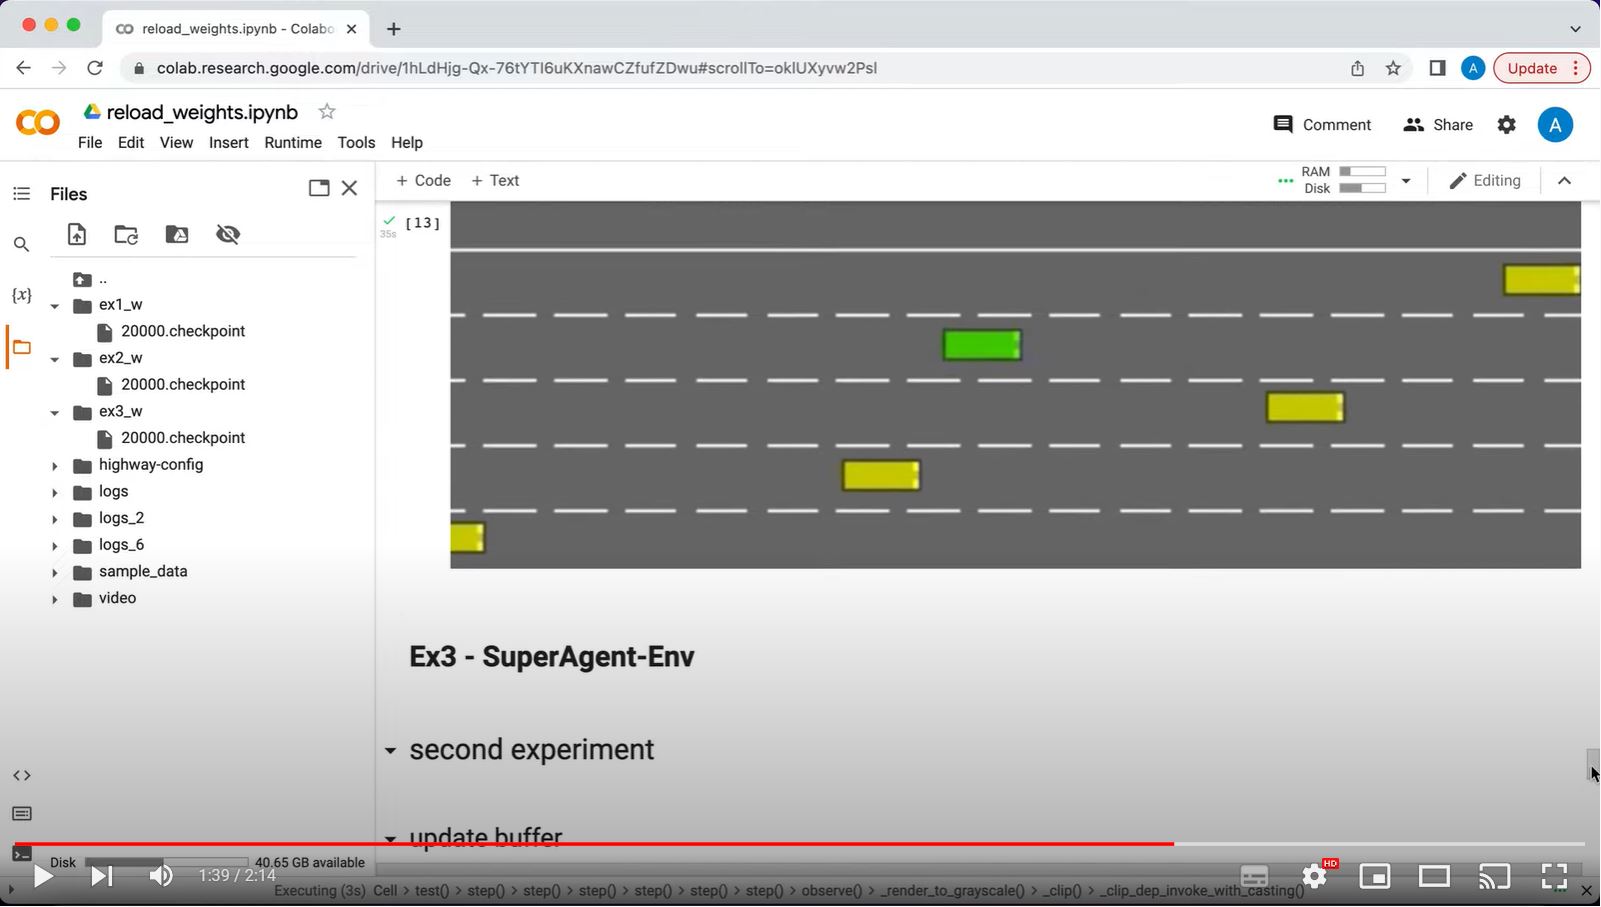 reload_weights.ipynb - Colabo
colab.research.google.com/drive/1hLdHjg-Qx-76tYTI6uKXnawCZfufZDwu#scrollTo=oklUXyvw2Psl
A
Update
reload_weights.ipynb
File Edit View Insert Runtime Tools Help
Comment
Share
A
Files
+ Code + Text
RAM
Disk
Editing
[13]
35s
{x}
..
ex1_w
20000.checkpoint
ex2_w
20000.checkpoint
ex3_w
20000.checkpoint
highway-config
logs
logs_2
logs_6
sample_data
video
Ex3 - SuperAgent-Env
second experiment
update buffer
Disk
40.65 GB available
1:39 / 2:14
HD
Executing (3s) Cell > test() > step() > step() > step() > step() > step() > step() > observe() > _render_to_grayscale() > _clip() > _clip_dep_invoke_with_casting()